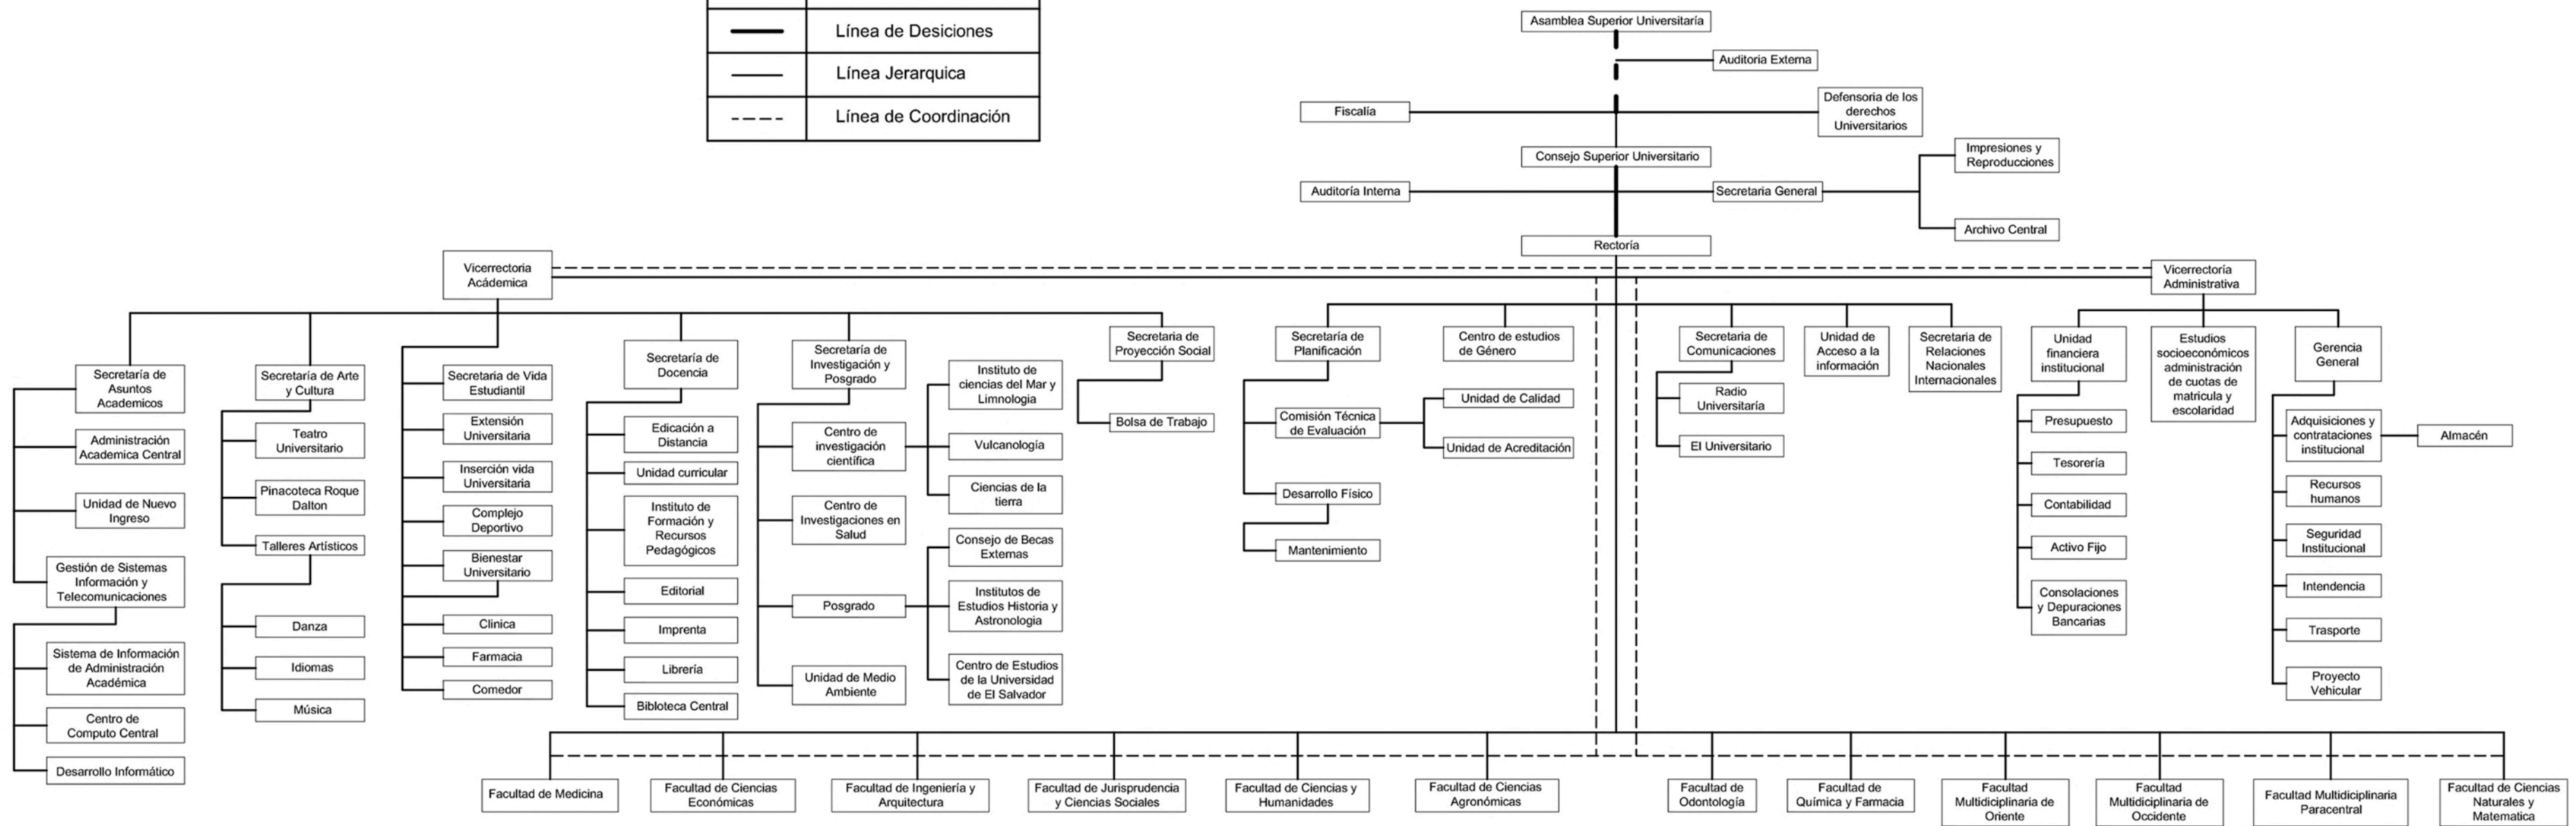 Línea de Desiciones
Línea Jerarquica
Línea de Coordinación
Asamblea Superior Universitaría
Auditoria Externa
Fiscalía
Defensoria de los
derechos
Universitarios
Consejo Superior Universitario
Impresiones y
Reproducciones
Auditoría Interna
Secretaria General
Archivo Central
Rectoría
Vicerrectoria
Acádemica
Vicerrectoría
Administrativa
Secretaría de
Asuntos
Academicos
Administración
Academica Central
Unidad de Nuevo
Ingreso
Gestión de Sistemas
Información y
Telecomunicaciones
Sistema de Información
de Administración
Académica
Centro de
Computo Central
Desarrollo Informático
Secretaría de Arte
y Cultura
Teatro
Universitario
Pinacoteca Roque
Dalton
Talleres Artísticos
Danza
Idiomas
Música
Secretaria de Vida
Estudiantil
Extensión
Universitaria
Inserción vida
Universitaria
Complejo
Deportivo
Bienestar
Universitario
Clinica
Farmacia
Comedor
Secretaría de
Docencia
Edicación a
Distancia
Unidad curricular
Instituto de
Formación y
Recursos
Pedagógicos
Editorial
Imprenta
Librería
Bibloteca Central
Secretaría de
Investigación y
Posgrado
Centro de
investigación
científica
Instituto de
ciencias del Mar y
Limnologia
Vulcanología
Ciencias de la
tierra
Centro de
Investigaciones en
Salud
Posgrado
Consejo de Becas
Externas
Institutos de
Estudios Historia y
Astronologia
Centro de Estudios
de la Universidad
de El Salvador
Unidad de Medio
Ambiente
Secretaria de
Proyección Social
Bolsa de Trabajo
Secretaría de
Planificación
Comisión Técnica
de Evaluación
Unidad de Calidad
Unidad de Acreditación
Desarrollo Físico
Mantenimiento
Centro de estudios
de Género
Secretaria de
Comunicaciones
Radio
Universitaría
El Universitario
Unidad de
Acceso a la
información
Secretaria de
Relaciones
Nacionales
Internacionales
Unidad
financiera
institucional
Presupuesto
Tesorería
Contabilidad
Activo Fijo
Consolaciones
y Depuraciones
Bancarias
Estudios
socioeconómicos
administración
de cuotas de
matricula y
escolaridad
Gerencia
General
Adquisiciones y
contrataciones
institucional
Almacén
Recursos
humanos
Seguridad
Institucional
Intendencia
Trasporte
Proyecto
Vehicular
Facultad de Medicina
Facultad de Ciencias
Económicas
Facultad de Ingeniería y
Arquitectura
Facultad de Jurisprudencia
y Ciencias Sociales
Facultad de Ciencias y
Humanidades
Facultad de Ciencias
Agronómicas
Facultad de
Odontología
Facultad de
Química y Farmacia
Facultad
Multidiciplinaria de
Oriente
Facultad
Multidiciplinaria de
Occidente
Facultad Multidiciplinaria
Paracentral
Facultad de Ciencias
Naturales y
Matematica